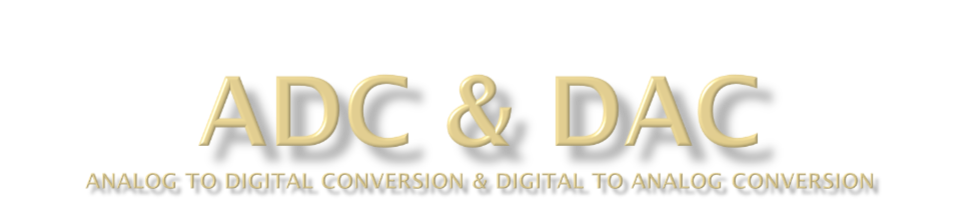 ADC & DAC
ANALOG TO DIGITAL CONVERSION & DIGITAL TO ANALOG CONVERSION